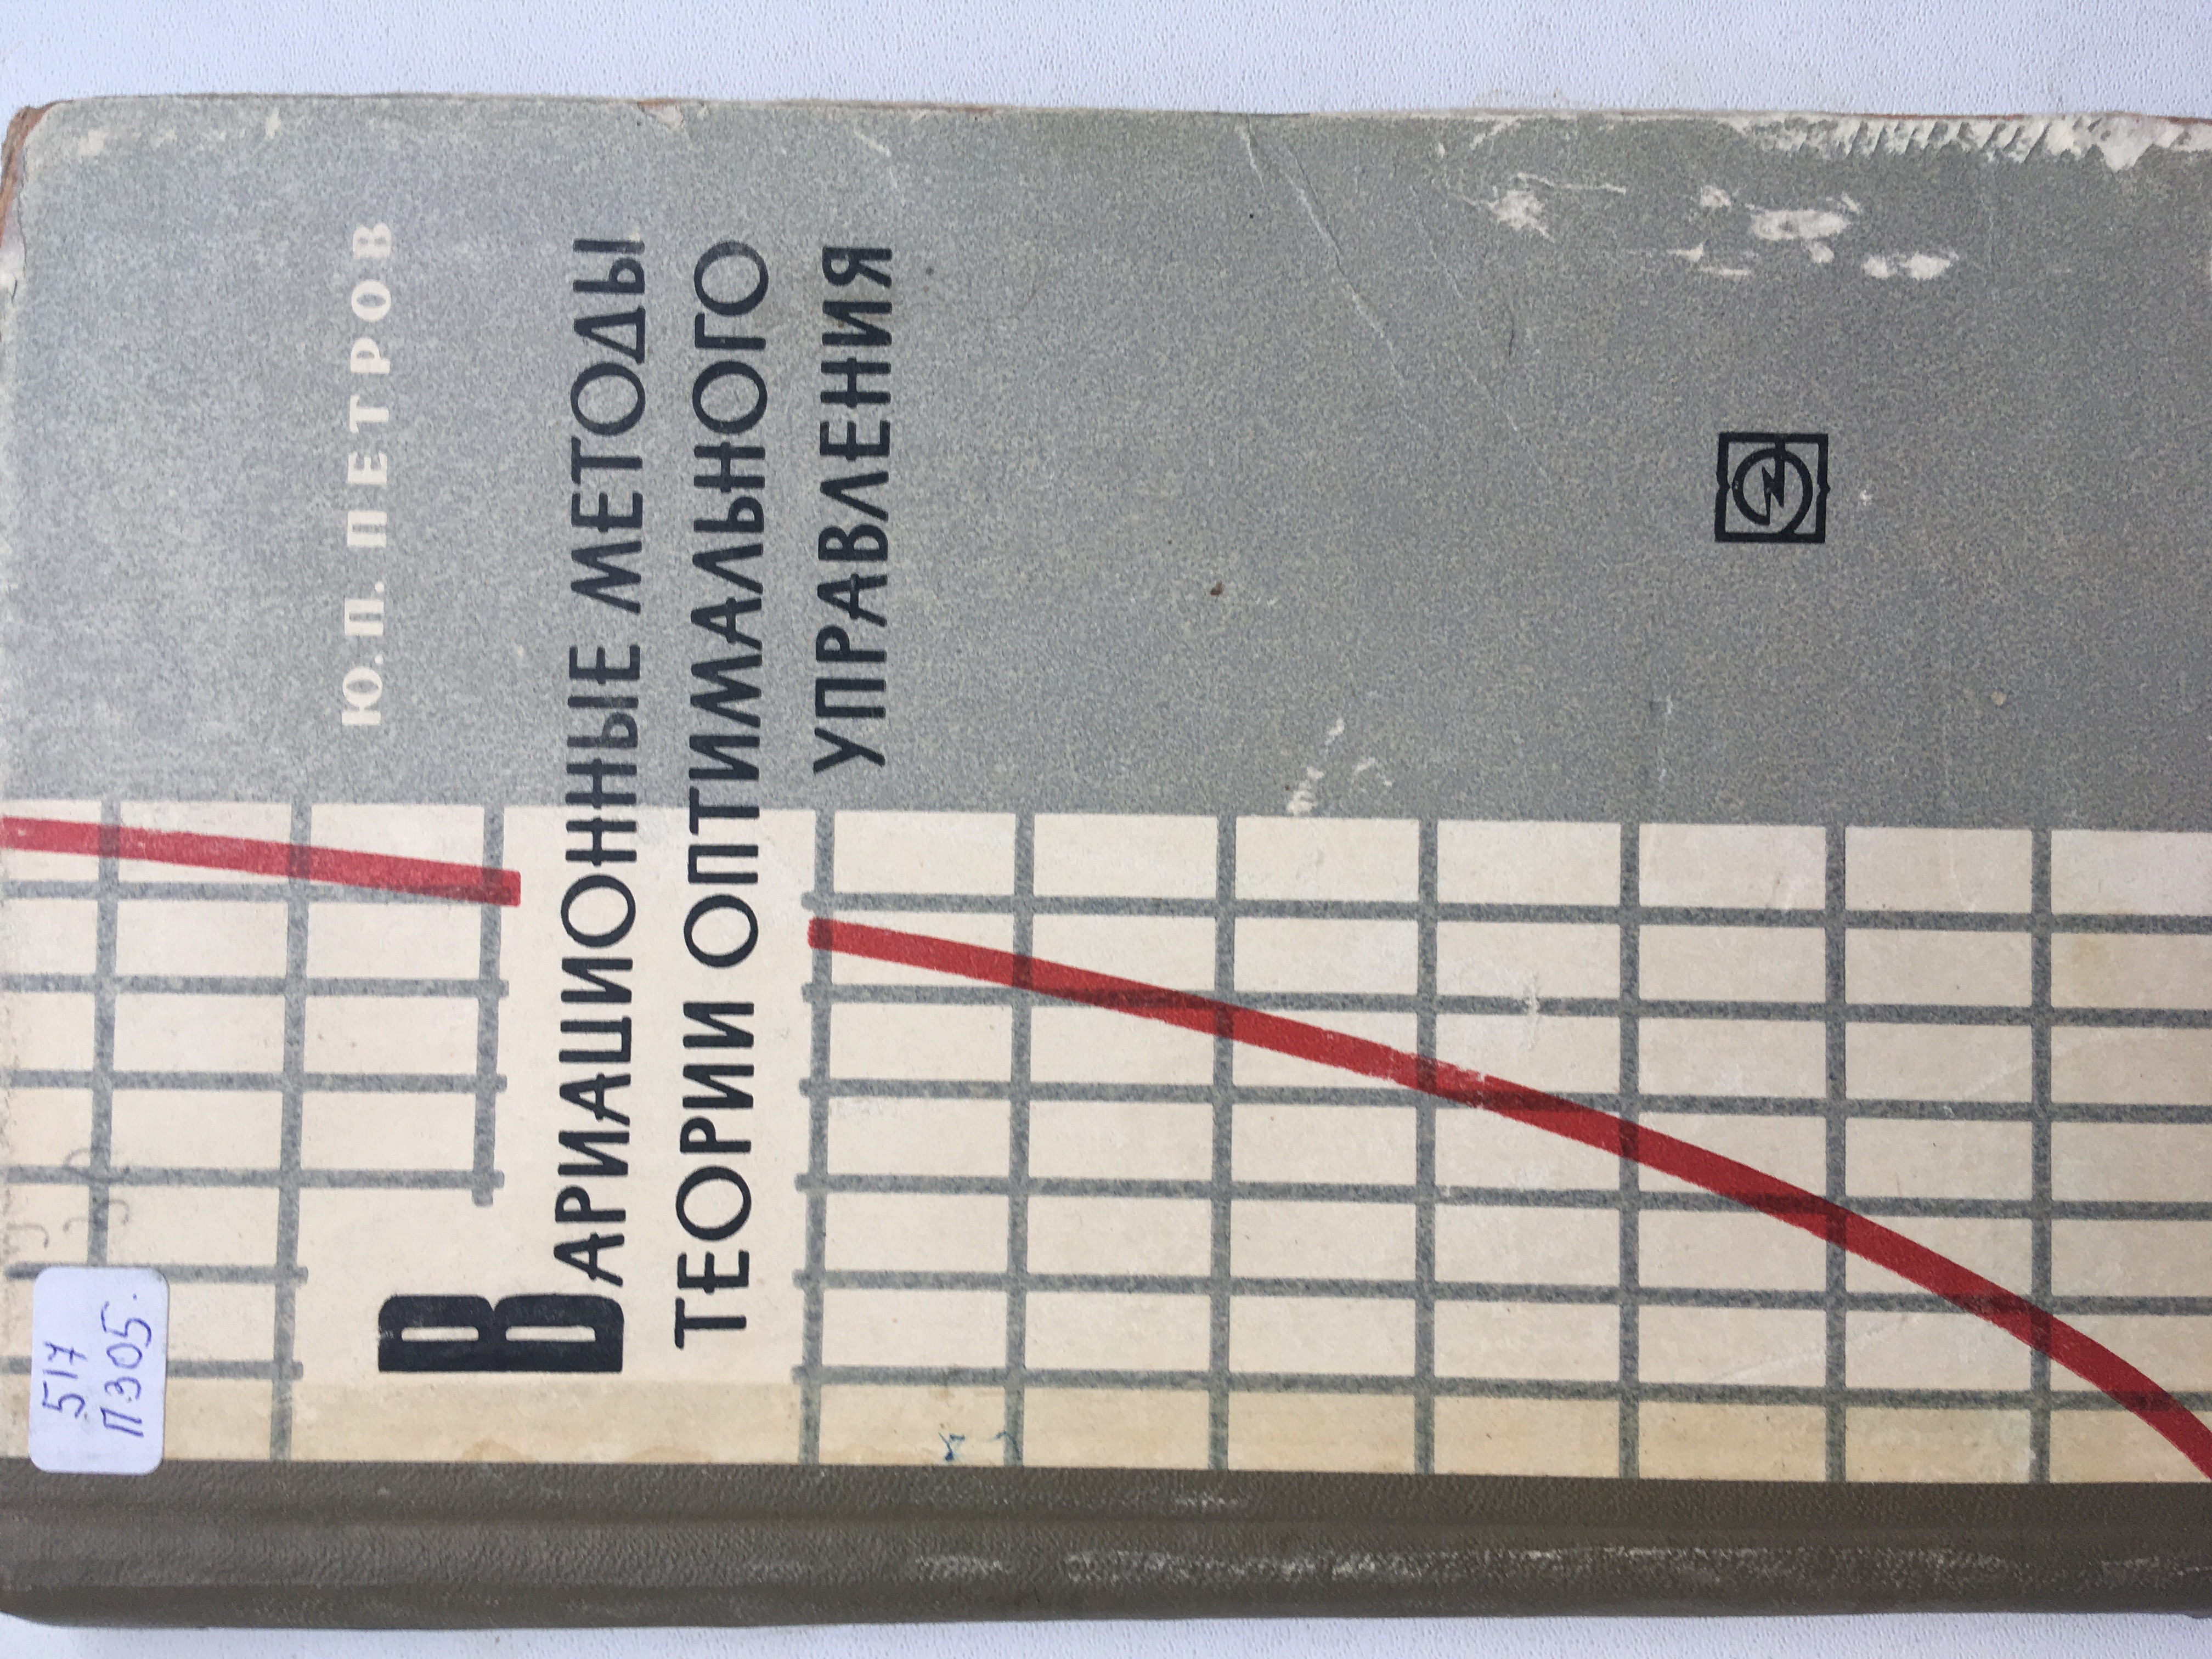 Ю. П. ПЕТРОВ
ВАРИАЦИОННЫЕ МЕТОДЫ
ТЕОРИИ ОПТИМАЛЬНОГО
УПРАВЛЕНИЯ
517
П305.